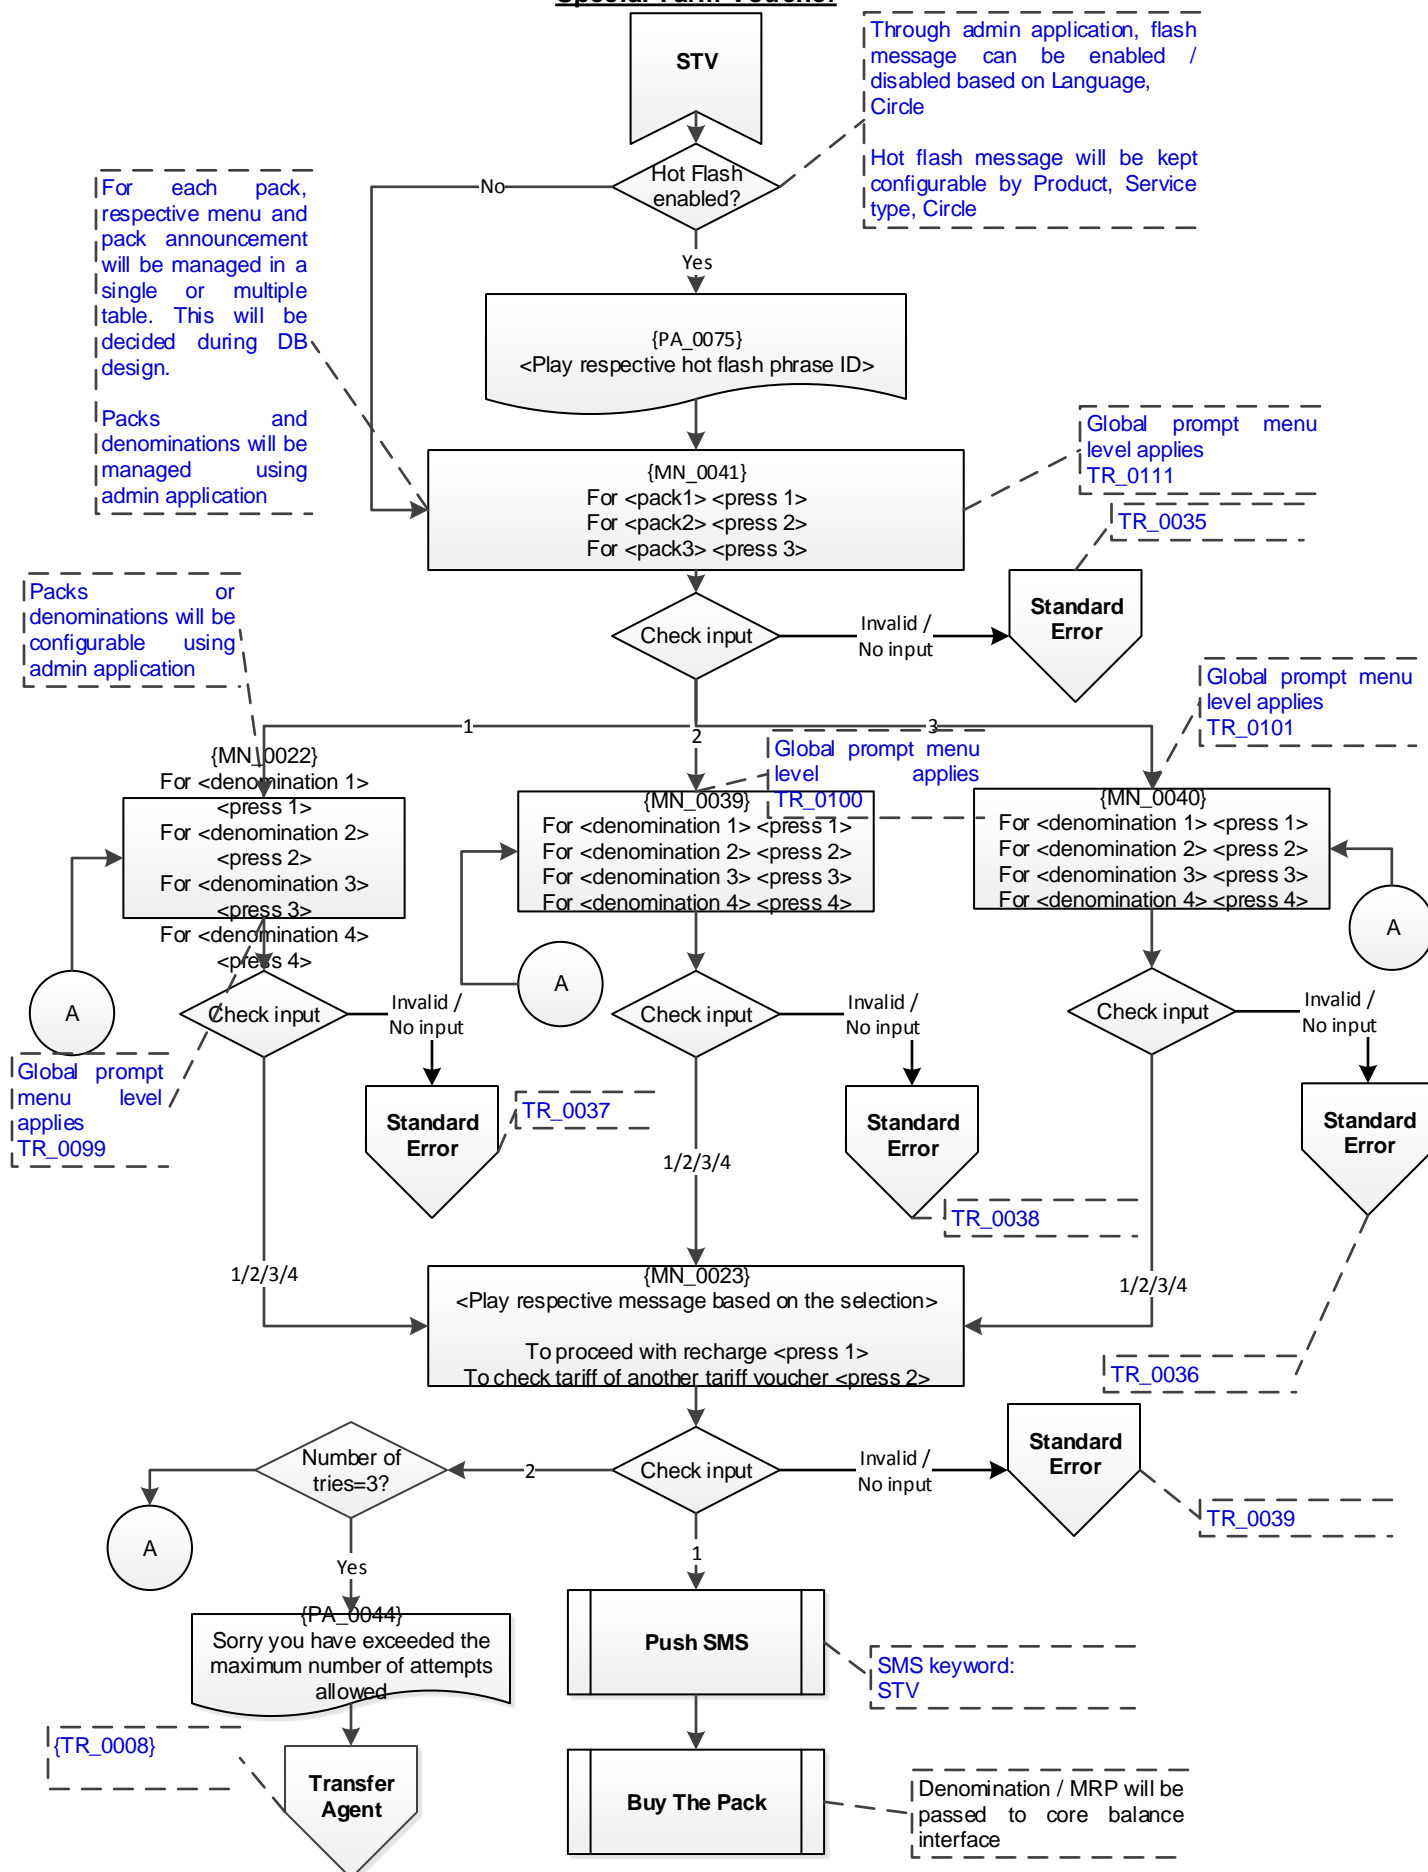 Special Tariff Voucher
STV
Through admin application, flash
message can be enabled /
disabled based on Language,
Circle
Hot flash message will be kept
configurable by Product, Service
type, Circle
Hot Flash
enabled?
No
Yes
For each pack,
respective menu and
pack announcement
will be managed in a
single or multiple
table. This will be
decided during DB
design.
Packs and
denominations will be
managed using
admin application
{PA_0075}
<Play respective hot flash phrase ID>
Global prompt menu
level applies
TR_0111
{MN_0041}
For <pack1> <press 1>
For <pack2> <press 2>
For <pack3> <press 3>
TR_0035
Standard
Error
Check input
Invalid /
No input
Packs or
denominations will be
configurable using
admin application
Global prompt menu
level applies
TR_0101
1
2
3
Global prompt menu
level applies
TR_0100
{MN_0022}
For <denomination 1>
<press 1>
For <denomination 2>
<press 2>
For <denomination 3>
<press 3>
For <denomination 4>
<press 4>
{MN_0039}
For <denomination 1> <press 1>
For <denomination 2> <press 2>
For <denomination 3> <press 3>
For <denomination 4> <press 4>
{MN_0040}
For <denomination 1> <press 1>
For <denomination 2> <press 2>
For <denomination 3> <press 3>
For <denomination 4> <press 4>
A
A
A
Check input
Invalid /
No input
Check input
Invalid /
No input
Check input
Invalid /
No input
Global prompt
menu level
applies
TR_0099
Standard
Error
TR_0037
Standard
Error
TR_0038
Standard
Error
TR_0036
1/2/3/4
1/2/3/4
1/2/3/4
{MN_0023}
<Play respective message based on the selection>
To proceed with recharge <press 1>
To check tariff of another tariff voucher <press 2>
Number of
tries=3?
2
Check input
Invalid /
No input
Standard
Error
TR_0039
A
Yes
1
{PA_0044}
Sorry you have exceeded the
maximum number of attempts
allowed
Push SMS
SMS keyword:
STV
{TR_0008}
Transfer
Agent
Buy The Pack
Denomination / MRP will be
passed to core balance
interface